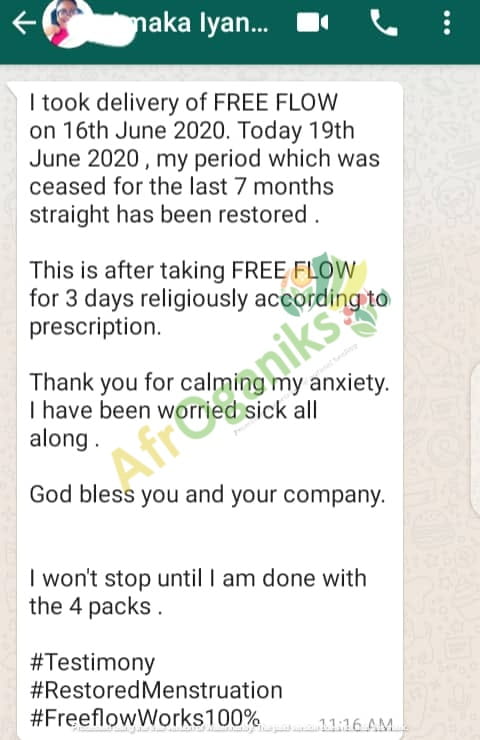 maka Iyan...
I took delivery of FREE FLOW
on 16th June 2020. Today 19th
June 2020 , my period which was
ceased for the last 7 months
straight has been restored .
This is after taking FREE FLOW
for 3 days religiously according to
prescription.
Thank you for calming my anxiety.
I have been worried sick all
along .
God bless you and your company.
I won't stop until I am done with
the 4 packs .
#Testimony
#RestoredMenstruation
#FreeflowWorks100%
11:16 AM
AfrOganiks